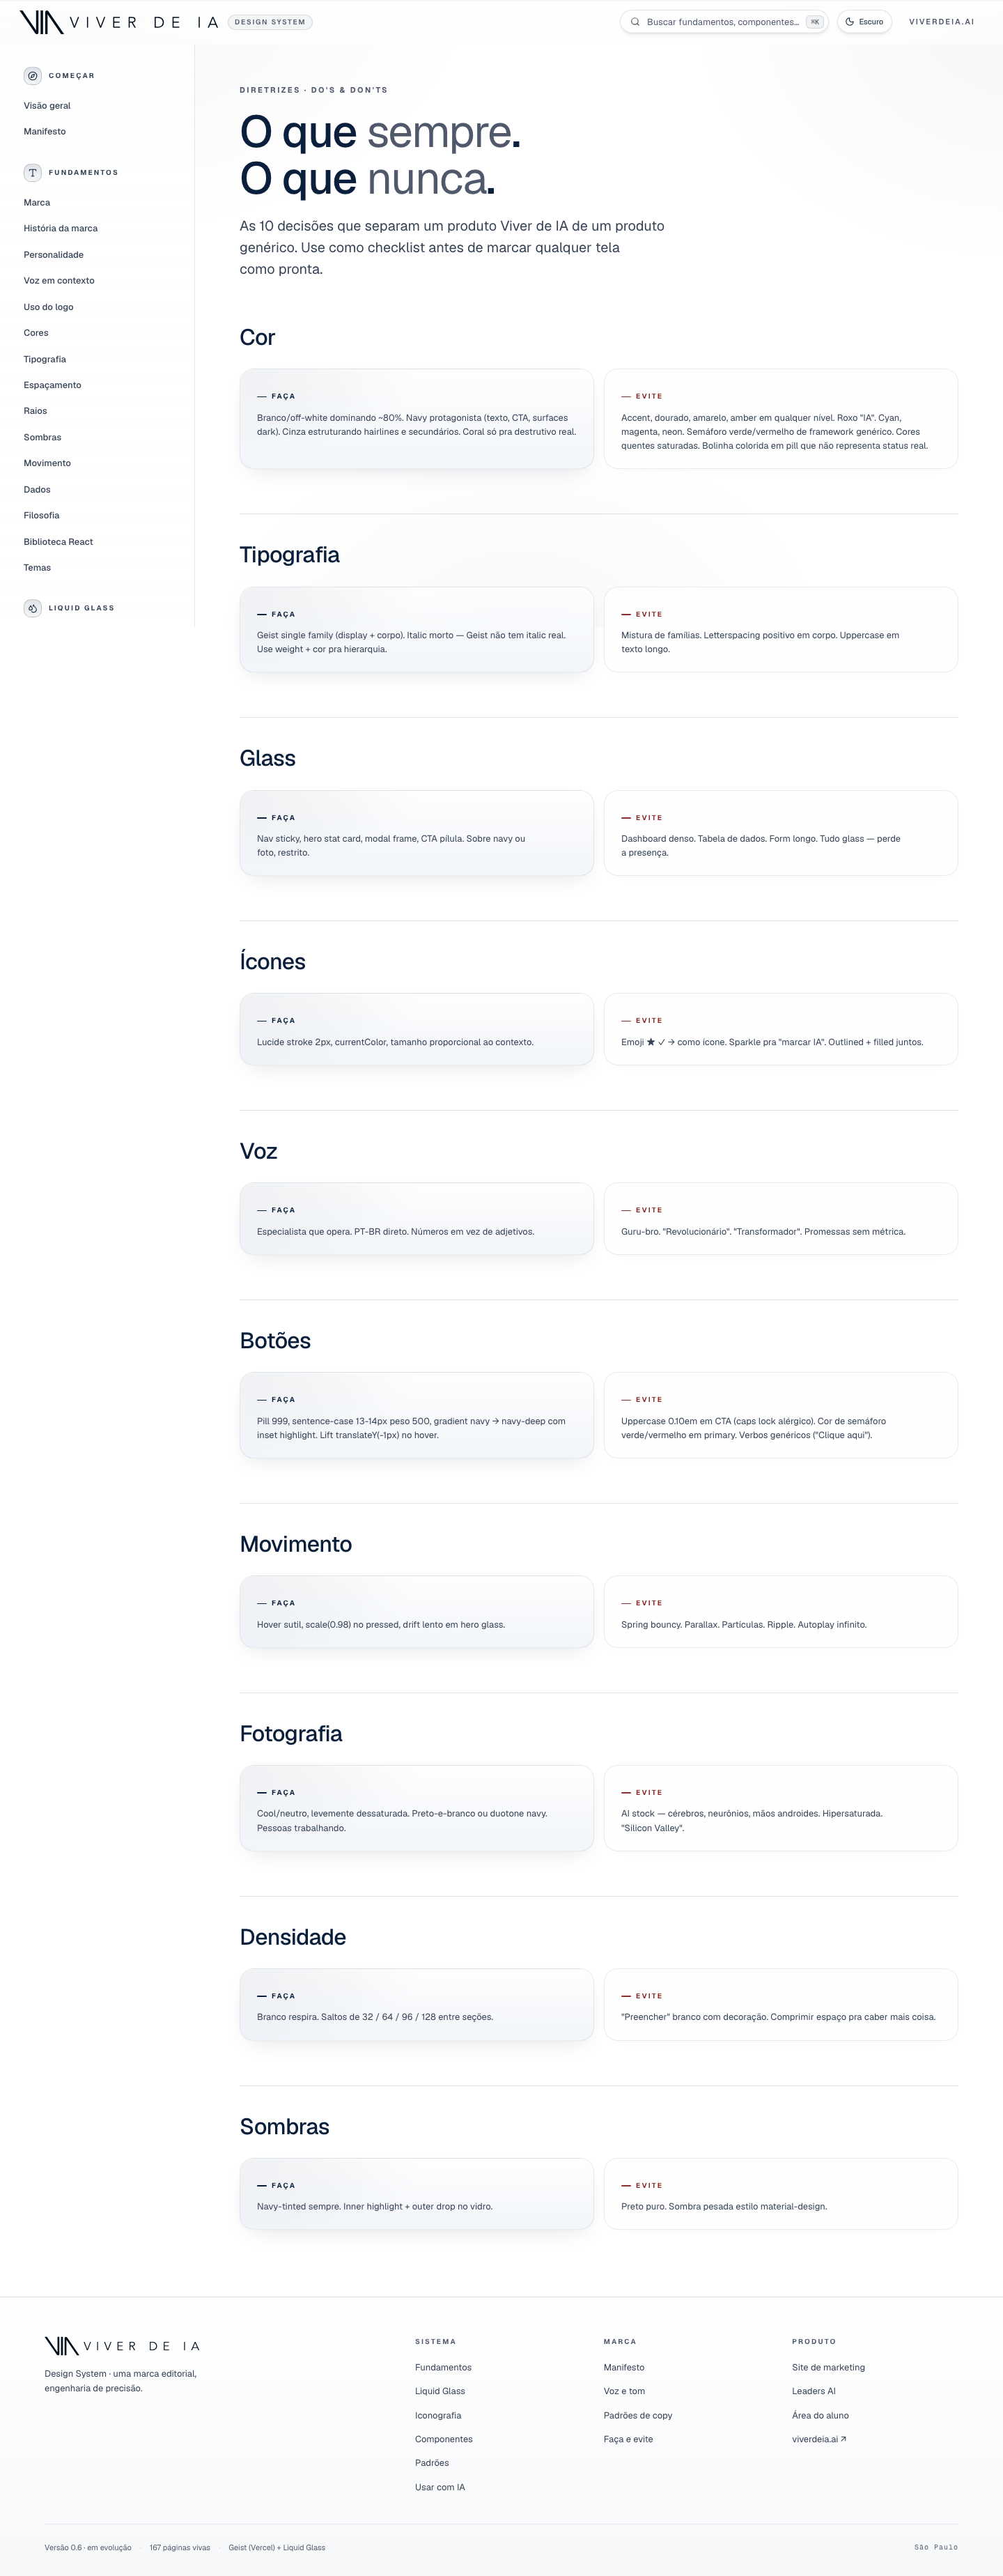 VIVER DE IA
DESIGN SYSTEM
Buscar fundamentos, componentes...
⌘K
Escuro
VIVERDEIA.AI
COMEÇAR
Visão geral
Manifesto
FUNDAMENTOS
Marca
História da marca
Personalidade
Voz em contexto
Uso do logo
Cores
Tipografia
Espaçamento
Raios
Sombras
Movimento
Dados
Filosofia
Biblioteca React
Temas
LIQUID GLASS
DIRETRIZES · DO'S & DON'TS
O que sempre.
O que nunca.
As 10 decisões que separam um produto Viver de IA de um produto
genérico. Use como checklist antes de marcar qualquer tela
como pronta.
Cor
— FAÇA
Branco/off-white dominando ~80%. Navy protagonista (texto, CTA, surfaces
dark). Cinza estruturando hairlines e secundários. Coral só pra destrutivo real.
— EVITE
Accent, dourado, amarelo, amber em qualquer nível. Roxo "IA". Cyan,
magenta, neon. Semáforo verde/vermelho de framework genérico. Cores
quentes saturadas. Bolinha colorida em pill que não representa status real.
Tipografia
— FAÇA
Geist single family (display + corpo). Italic morto — Geist não tem italic real.
Use weight + cor pra hierarquia.
— EVITE
Mistura de famílias. Letterspacing positivo em corpo. Uppercase em
texto longo.
Glass
— FAÇA
Nav sticky, hero stat card, modal frame, CTA pílula. Sobre navy ou
foto, restrito.
— EVITE
Dashboard denso. Tabela de dados. Form longo. Tudo glass — perde
a presença.
Ícones
— FAÇA
Lucide stroke 2px, currentColor, tamanho proporcional ao contexto.
— EVITE
Emoji ★ ✓ → como ícone. Sparkle pra "marcar IA". Outlined + filled juntos.
Voz
— FAÇA
Especialista que opera. PT-BR direto. Números em vez de adjetivos.
— EVITE
Guru-bro. "Revolucionário". "Transformador". Promessas sem métrica.
Botões
— FAÇA
Pill 999, sentence-case 13-14px peso 500, gradient navy → navy-deep com
inset highlight. Lift translateY(-1px) no hover.
— EVITE
Uppercase 0.10em em CTA (caps lock alérgico). Cor de semáforo
verde/vermelho em primary. Verbos genéricos ("Clique aqui").
Movimento
— FAÇA
Hover sutil, scale(0.98) no pressed, drift lento em hero glass.
— EVITE
Spring bouncy. Parallax. Partículas. Ripple. Autoplay infinito.
Fotografia
— FAÇA
Cool/neutro, levemente dessaturada. Preto-e-branco ou duotone navy.
Pessoas trabalhando.
— EVITE
AI stock — cérebros, neurônios, mãos androides. Hipersaturada.
"Silicon Valley".
Densidade
— FAÇA
Branco respira. Saltos de 32 / 64 / 96 / 128 entre seções.
— EVITE
"Preencher" branco com decoração. Comprimir espaço pra caber mais coisa.
Sombras
— FAÇA
Navy-tinted sempre. Inner highlight + outer drop no vidro.
— EVITE
Preto puro. Sombra pesada estilo material-design.
VIVER DE IA
Design System · uma marca editorial,
engenharia de precisão.
SISTEMA
Fundamentos
Liquid Glass
Iconografia
Componentes
Padrões
Usar com IA
MARCA
Manifesto
Voz e tom
Padrões de copy
Faça e evite
PRODUTO
Site de marketing
Leaders AI
Área do aluno
viverdeia.ai ↗
Versão 0.6 · em evolução · 167 páginas vivas · Geist (Vercel) + Liquid Glass
São Paulo